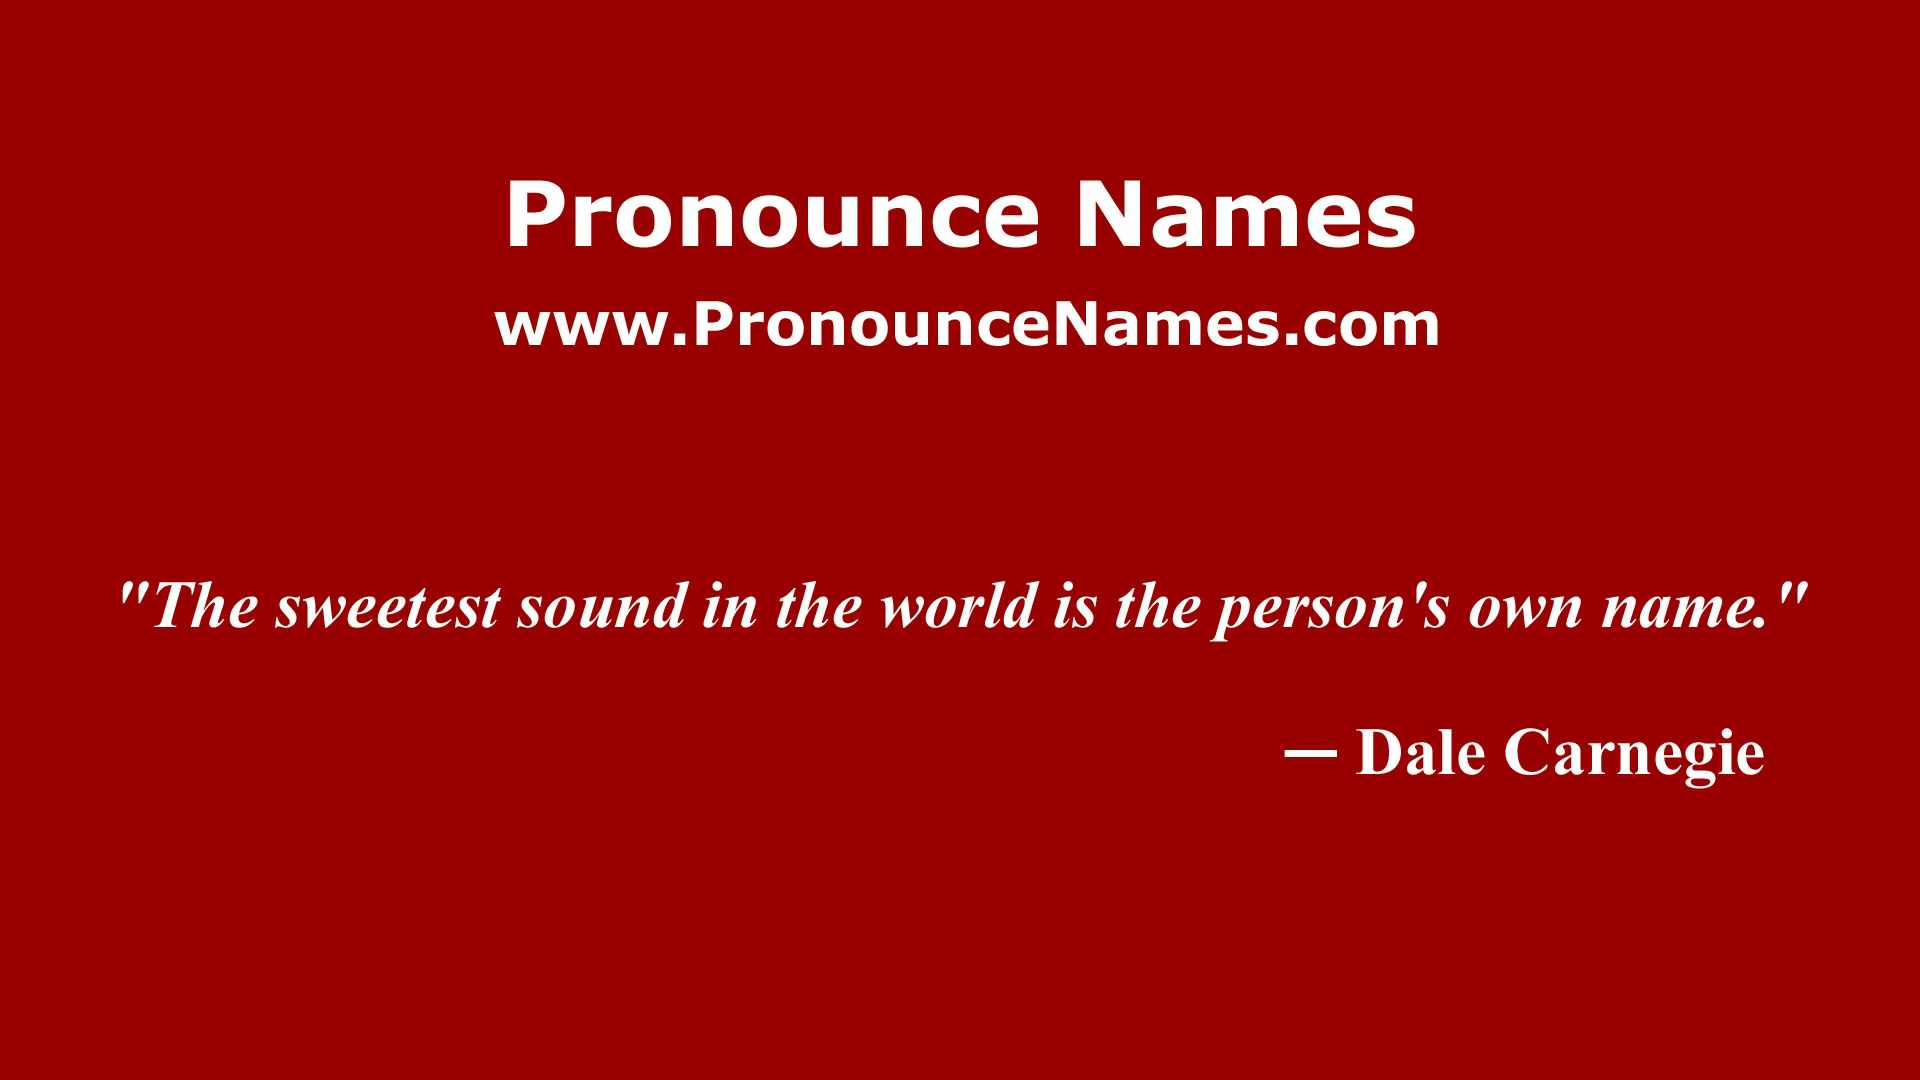 Pronounce Names
www.PronounceNames.com
"The sweetest sound in the world is the person's own name."
— Dale Carnegie